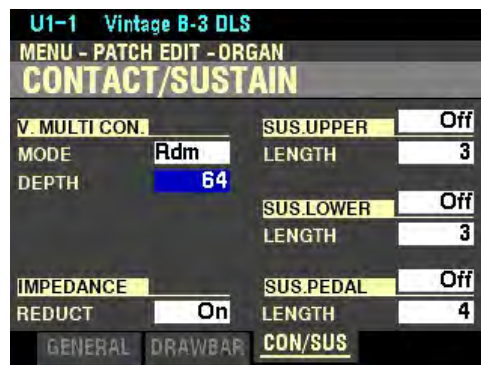 U1-1 Vintage B-3 DLS
MENU - PATCH EDIT - ORGAN
CONTACT/SUSTAIN
V. MULTI CON.
MODE Rdm
DEPTH 64
IMPEDANCE
REDUCT On
SUS.UPPER Off
LENGTH 3
SUS.LOWER Off
LENGTH 3
SUS.PEDAL Off
LENGTH 4
GENERAL DRAWBAR CON/SUS